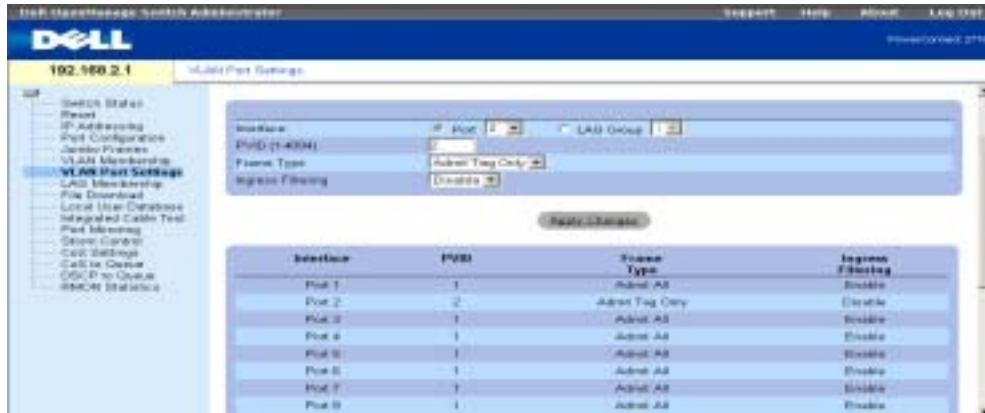 Dell OpenManage Switch Administrator Support Help About Log Out
DELL
PowerConnect
192.168.2.1 VLAN Port Settings
Switch Status
Reset
IP Addressing
Port Configuration
Jumbo Frames
VLAN Membership
VLAN Port Settings
LAG Membership
File Download
Local User Database
Integrated Cable Test
Port Mirroring
Storm Control
CoS Settings
CoS to Queue
DSCP to Queue
RMON Statistics
Interface Port 2 LAG Group 1
PVID (1-4094) 2
Frame Type Admit Tag Only
Ingress Filtering Disable
Apply Changes
Interface PVID Frame Type Ingress Filtering
Port 1 1 Admit All Enable
Port 2 2 Admit Tag Only Disable
Port 3 1 Admit All Enable
Port 4 1 Admit All Enable
Port 5 1 Admit All Enable
Port 6 1 Admit All Enable
Port 7 1 Admit All Enable
Port 8 1 Admit All Enable